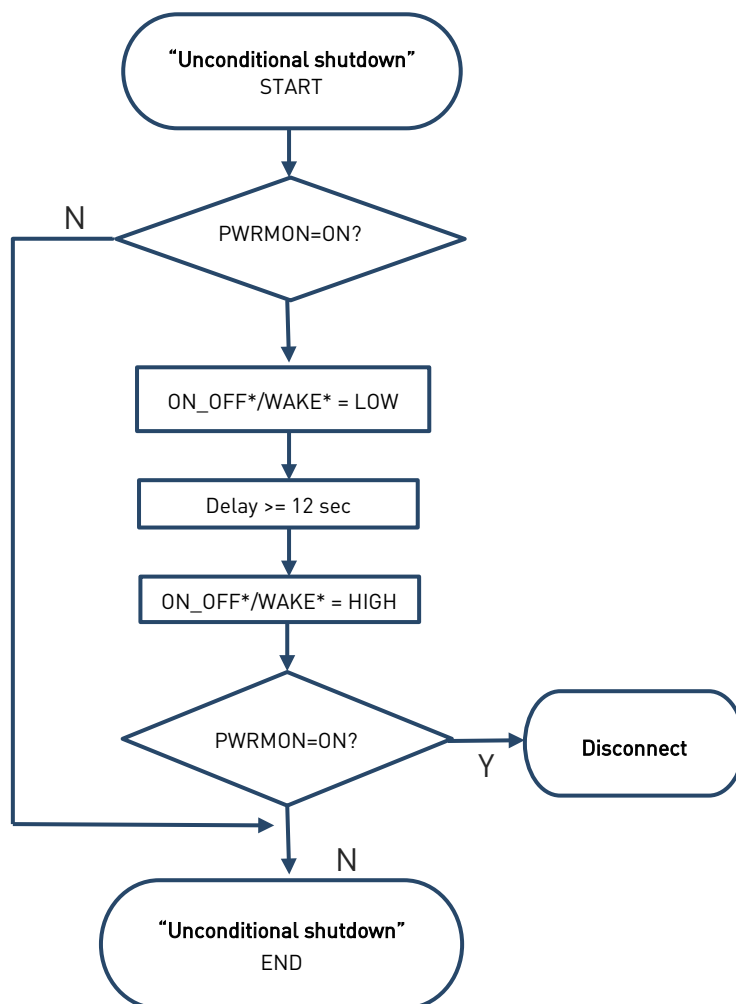 “Unconditional shutdown”
START
N
PWRMON=ON?
ON_OFF*/WAKE* = LOW
Delay >= 12 sec
ON_OFF*/WAKE* = HIGH
PWRMON=ON?
Y
Disconnect
N
“Unconditional shutdown”
END